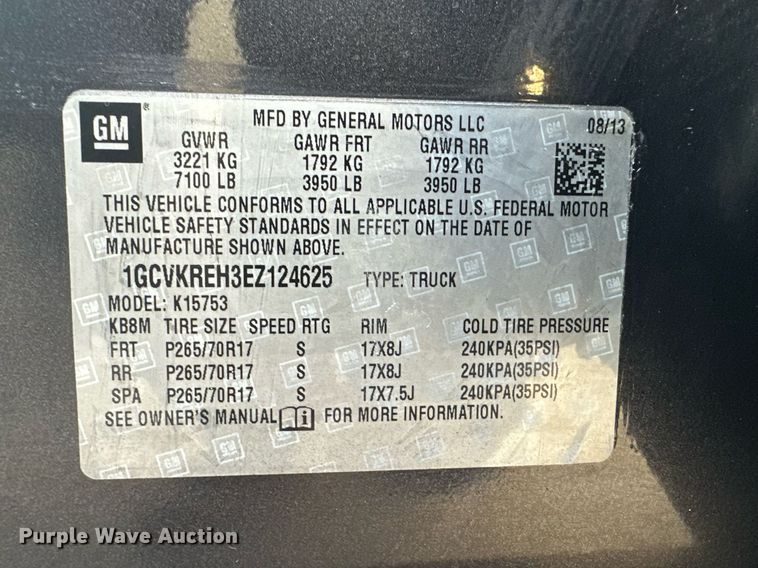 GM ®
MFD BY GENERAL MOTORS LLC 08/13
GVWR GAWR FRT GAWR RR
3221 KG 1792 KG 1792 KG
7100 LB 3950 LB 3950 LB
THIS VEHICLE CONFORMS TO ALL APPLICABLE U.S. FEDERAL MOTOR
VEHICLE SAFETY STANDARDS IN EFFECT ON THE DATE OF
MANUFACTURE SHOWN ABOVE.
1GCVKREH3EZ124625 TYPE: TRUCK
MODEL: K15753
KB8M TIRE SIZE SPEED RTG RIM COLD TIRE PRESSURE
FRT P265/70R17 S 17X8J 240KPA(35PSI)
RR P265/70R17 S 17X8J 240KPA(35PSI)
SPA P265/70R17 S 17X7.5J 240KPA(35PSI)
SEE OWNER'S MANUAL FOR MORE INFORMATION.
Purple Wave Auction